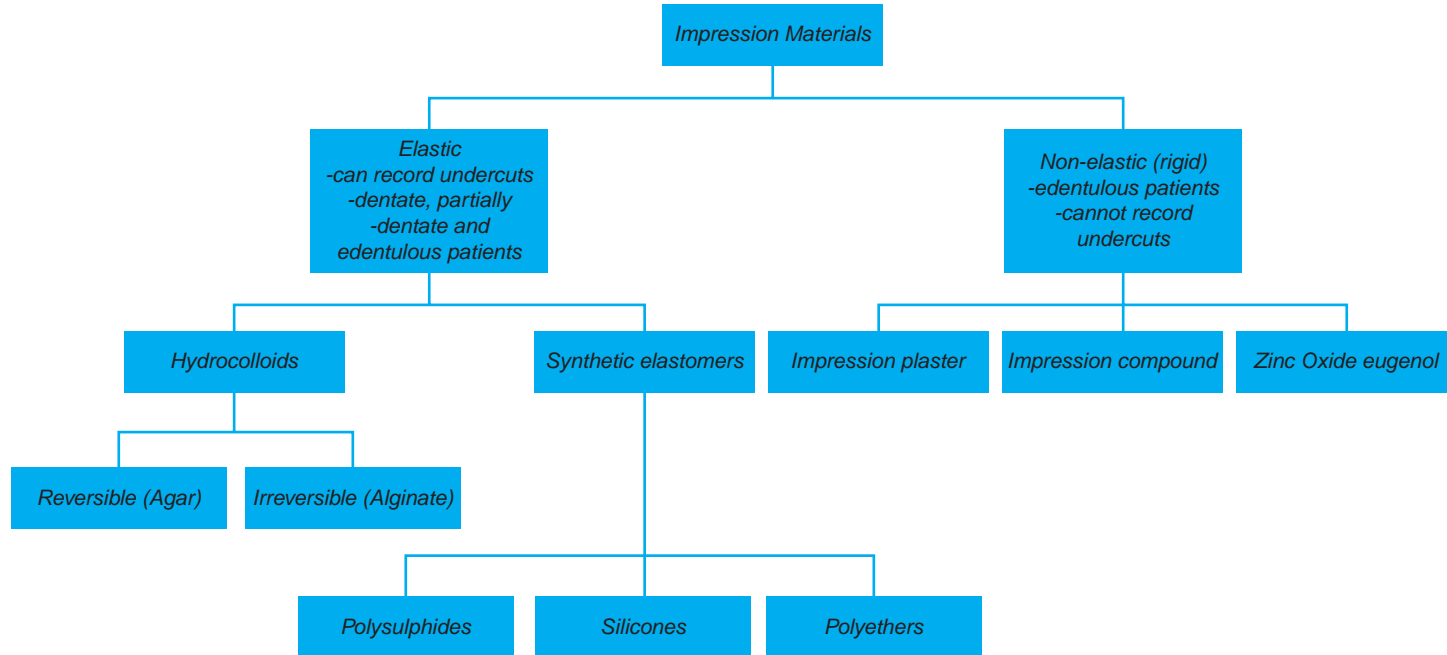 Impression Materials
Elastic
-can record undercuts
-dentate, partially
-dentate and
edentulous patients
Non-elastic (rigid)
-edentulous patients
-cannot record
undercuts
Hydrocolloids
Synthetic elastomers
Impression plaster
Impression compound
Zinc Oxide eugenol
Reversible (Agar)
Irreversible (Alginate)
Polysulphides
Silicones
Polyethers